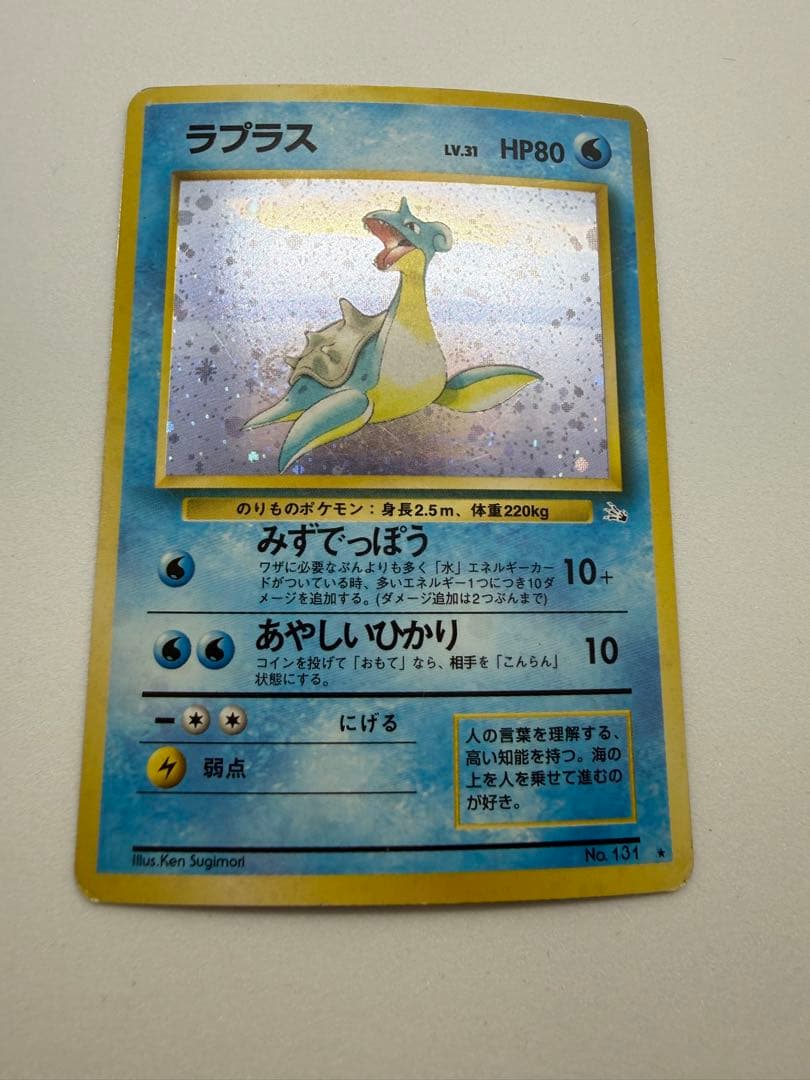 ラプラス LV.31 HP80
のりものポケモン：身長2.5m、体重220kg
みずでっぽう
ワザに必要なぶんよりも多く「水」エネルギーカー
ドがついている時、多いエネルギー1つにつき10ダ
メージを追加する。(ダメージ追加は2つぶんまで)
10+
あやしいひかり
コインを投げて「おもて」なら、相手を「こんらん」
状態にする。
10
にげる
弱点
人の言葉を理解する、
高い知能を持つ。海の
上を人を乗せて進むの
が好き。
Illus.Ken Sugimori
No. 131 ★